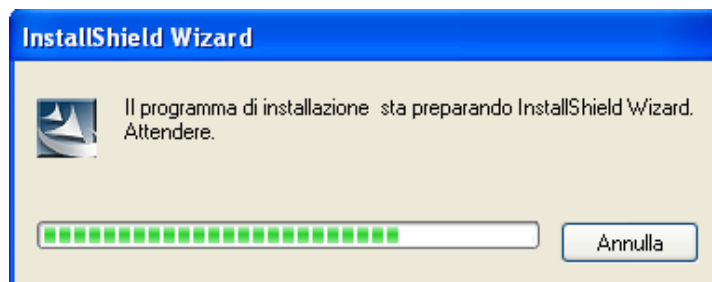 InstallShield Wizard
Il programma di installazione  sta preparando InstallShield Wizard.
Attendere.
Annulla